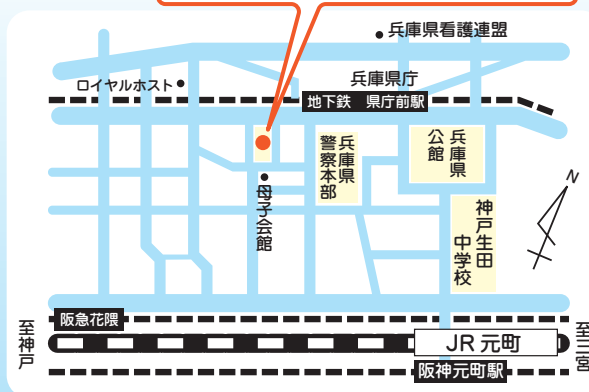 兵庫県看護連盟
ロイヤルホスト
兵庫県庁
地下鉄 県庁前駅
兵庫県
警察本部
兵庫県
公館
母子会館
神戸生田
中学校
N
阪急花隈
至神戸
JR 元町
至三宮
阪神元町駅